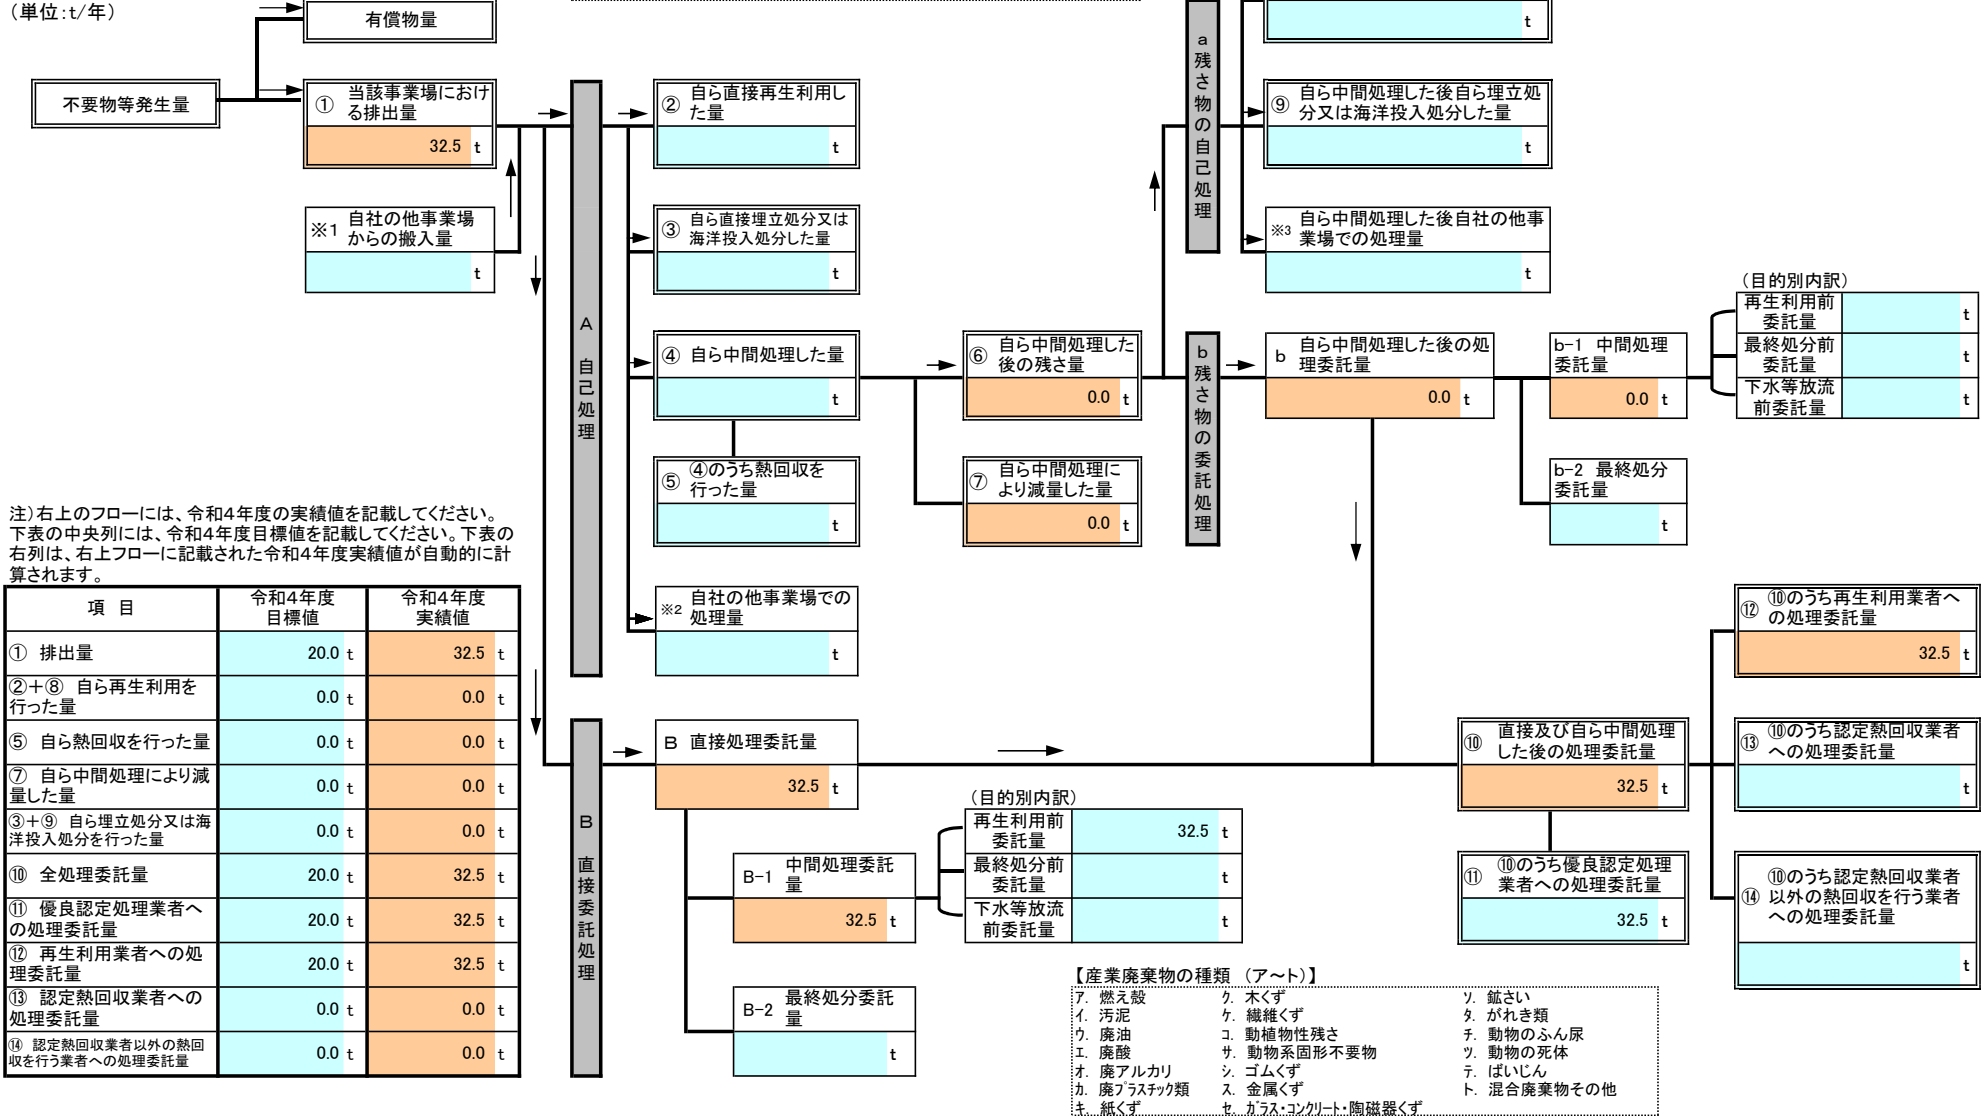 (単位:t/年)
有償物量
t
不要物等発生量
① 当該事業場におけ
る排出量
32.5 t
※1 自社の他事業場
からの搬入量
t
A 自己処理
② 自ら直接再生利用し
た量
t
③ 自ら直接埋立処分又は
海洋投入処分した量
t
④ 自ら中間処理した量
t
⑤ ④のうち熱回収を
行った量
t
※2 自社の他事業場での
処理量
t
⑥ 自ら中間処理した
後の残さ量
0.0 t
⑦ 自ら中間処理に
より減量した量
0.0 t
a 残さ物の自己処理
⑨ 自ら中間処理した後自ら埋立処
分又は海洋投入処分した量
t
※3 自ら中間処理した後自社の他事
業場での処理量
t
b 残さ物の委託処理
b 自ら中間処理した後の処
理委託量
0.0 t
b-1 中間処理
委託量
0.0 t
b-2 最終処分
委託量
t
(目的別内訳)
再生利用前
委託量
t
最終処分前
委託量
t
下水等放流
前委託量
t
注)右上のフローには、令和4年度の実績値を記載してください。
下表の中央列には、令和4年度目標値を記載してください。下表の
右列は、右上フローに記載された令和4年度実績値が自動的に計
算されます。
項 目
令和4年度
目標値
令和4年度
実績値
① 排出量 20.0 t 32.5 t
②+⑧ 自ら再生利用を
行った量 0.0 t 0.0 t
⑤ 自ら熱回収を行った量 0.0 t 0.0 t
⑦ 自ら中間処理により減
量した量 0.0 t 0.0 t
③+⑨ 自ら埋立処分又は海
洋投入処分を行った量 0.0 t 0.0 t
⑩ 全処理委託量 20.0 t 32.5 t
⑪ 優良認定処理業者へ
の処理委託量 20.0 t 32.5 t
⑫ 再生利用業者への処
理委託量 20.0 t 32.5 t
⑬ 認定熱回収業者への
処理委託量 0.0 t 0.0 t
⑭ 認定熱回収業者以外の熱回
収を行う業者への処理委託量 0.0 t 0.0 t
B 直接委託処理
B 直接処理委託量
32.5 t
B-1 中間処理委託
量
32.5 t
B-2 最終処分委託
量
t
(目的別内訳)
再生利用前
委託量
32.5 t
最終処分前
委託量
t
下水等放流
前委託量
t
⑩ 直接及び自ら中間処理
した後の処理委託量
32.5 t
⑪ ⑩のうち優良認定処理
業者への処理委託量
32.5 t
⑫ ⑩のうち再生利用業者へ
の処理委託量
32.5 t
⑬ ⑩のうち認定熱回収業者
への処理委託量
t
⑭ ⑩のうち認定熱回収業者
以外の熱回収を行う業者
への処理委託量
t
【産業廃棄物の種類 (ア~ト)】
ア. 燃え殻
イ. 汚泥
ウ. 廃油
エ. 廃酸
オ. 廃アルカリ
カ. 廃プラスチック類
キ. 紙くず
ク. 木くず
ケ. 繊維くず
コ. 動植物性残さ
サ. 動物系固形不要物
シ. ゴムくず
ス. 金属くず
セ. ガラス・コンクリート・陶磁器くず
ソ. 鉱さい
タ. がれき類
チ. 動物のふん尿
ツ. 動物の死体
テ. ばいじん
ト. 混合廃棄物その他